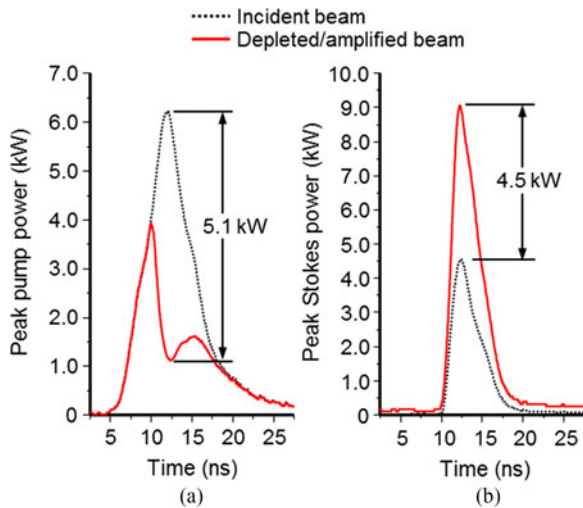 Incident beam
Depleted/amplified beam
7.0
6.0
5.0
4.0
3.0
2.0
1.0
0
Peak pump power (kW)
5.1 kW
5 10 15 20 25
Time (ns)
(a)
10.0
9.0
8.0
7.0
6.0
5.0
4.0
3.0
2.0
1.0
0
Peak Stokes power (kW)
4.5 kW
5 10 15 20 25
Time (ns)
(b)